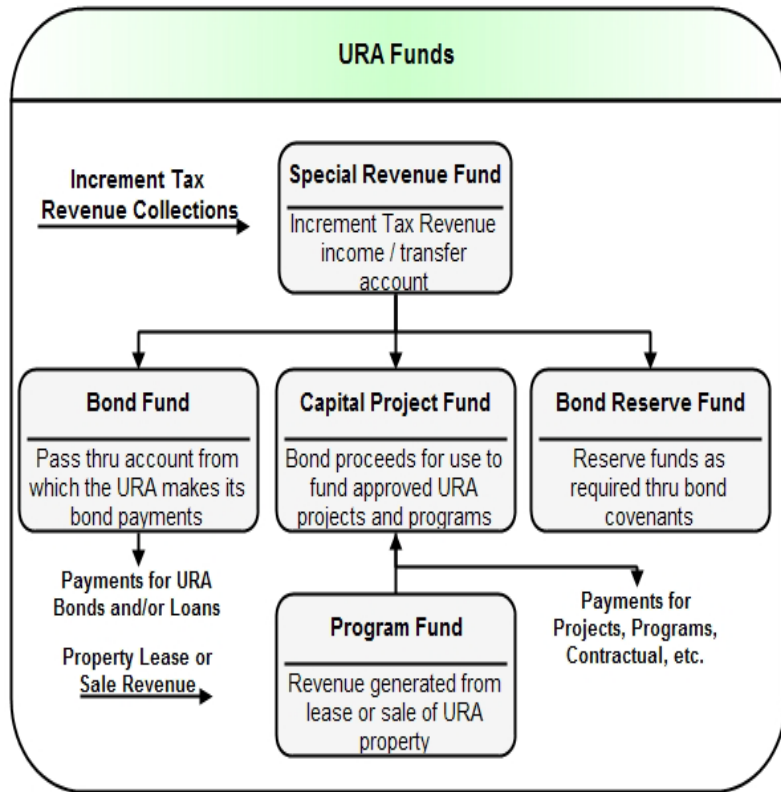 URA Funds
Increment Tax
Revenue Collections
Special Revenue Fund
Increment Tax Revenue
income / transfer
account
Bond Fund
Pass thru account from
which the URA makes its
bond payments
Capital Project Fund
Bond proceeds for use to
fund approved URA
projects and programs
Bond Reserve Fund
Reserve funds as
required thru bond
covenants
Payments for URA
Bonds and/or Loans
Property Lease or
Sale Revenue
Program Fund
Revenue generated from
lease or sale of URA
property
Payments for
Projects, Programs,
Contractual, etc.